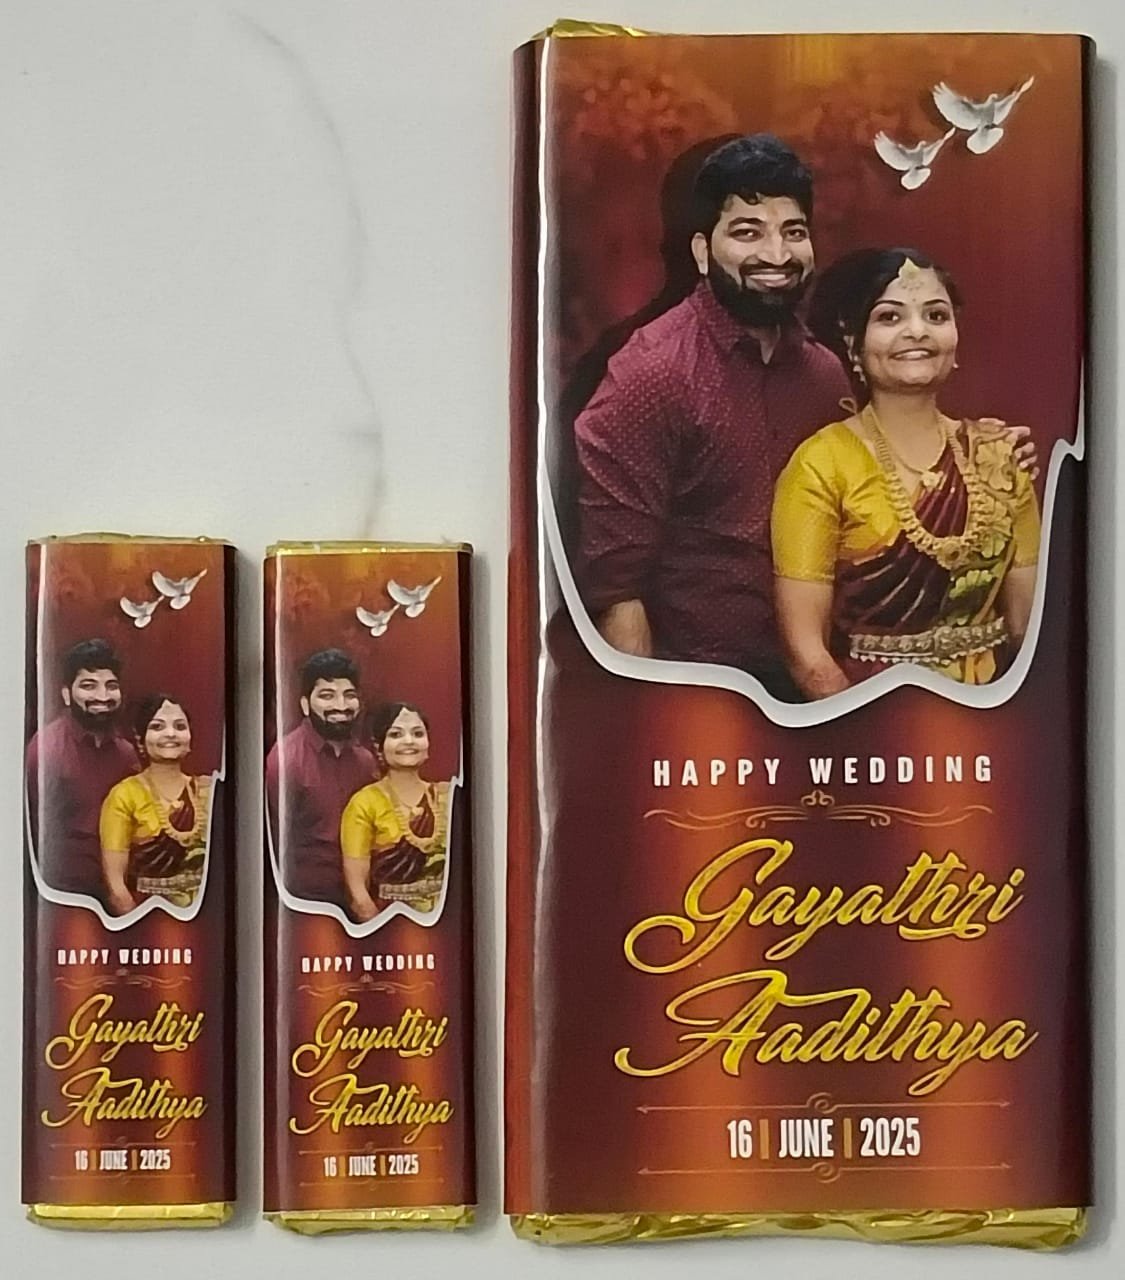 HAPPY WEDDING
Gayathri
Aadithya
16 | JUNE | 2025
HAPPY WEDDING
Gayathri
Aadithya
16 | JUNE | 2025
HAPPY WEDDING
Gayathri
Aadithya
16 | JUNE | 2025